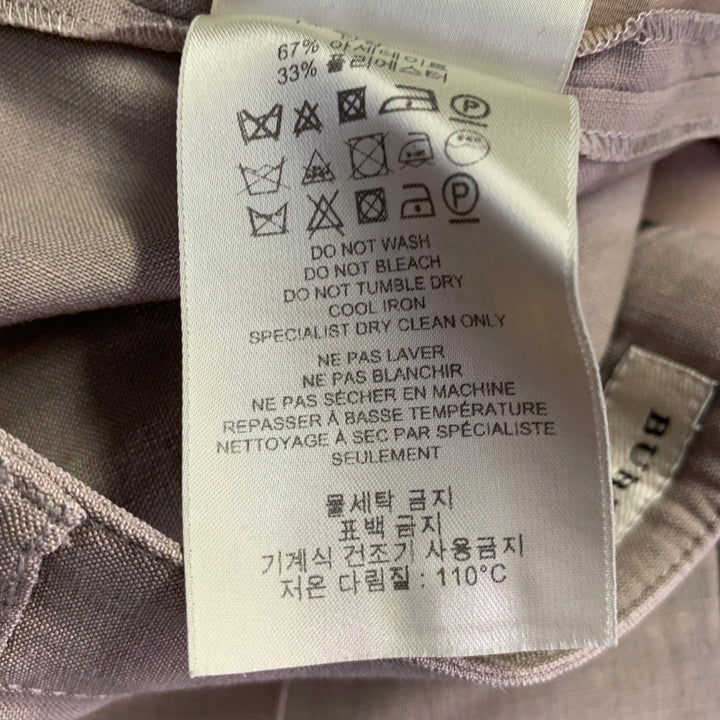 67% 아세테이트
33% 폴리에스터
DO NOT WASH
DO NOT BLEACH
DO NOT TUMBLE DRY
COOL IRON
SPECIALIST DRY CLEAN ONLY
NE PAS LAVER
NE PAS BLANCHIR
NE PAS SÉCHER EN MACHINE
REPASSER À BASSE TEMPÉRATURE
NETTOYAGE À SEC PAR SPÉCIALISTE
SEULEMENT
물세탁 금지
표백 금지
기계식 건조기 사용금지
저온 다림질 : 110°C